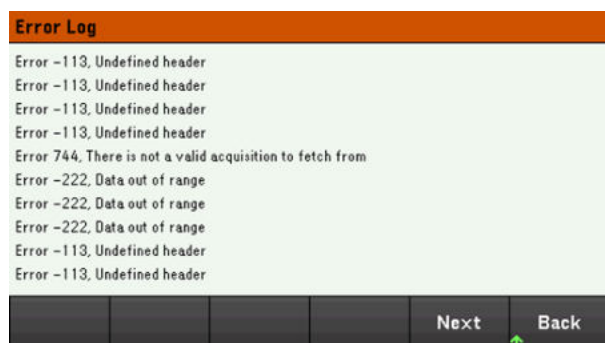 Error Log
Error -113, Undefined header
Error -113, Undefined header
Error -113, Undefined header
Error -113, Undefined header
Error 744, There is not a valid acquisition to fetch from
Error -222, Data out of range
Error -222, Data out of range
Error -222, Data out of range
Error -113, Undefined header
Error -113, Undefined header
Next Back